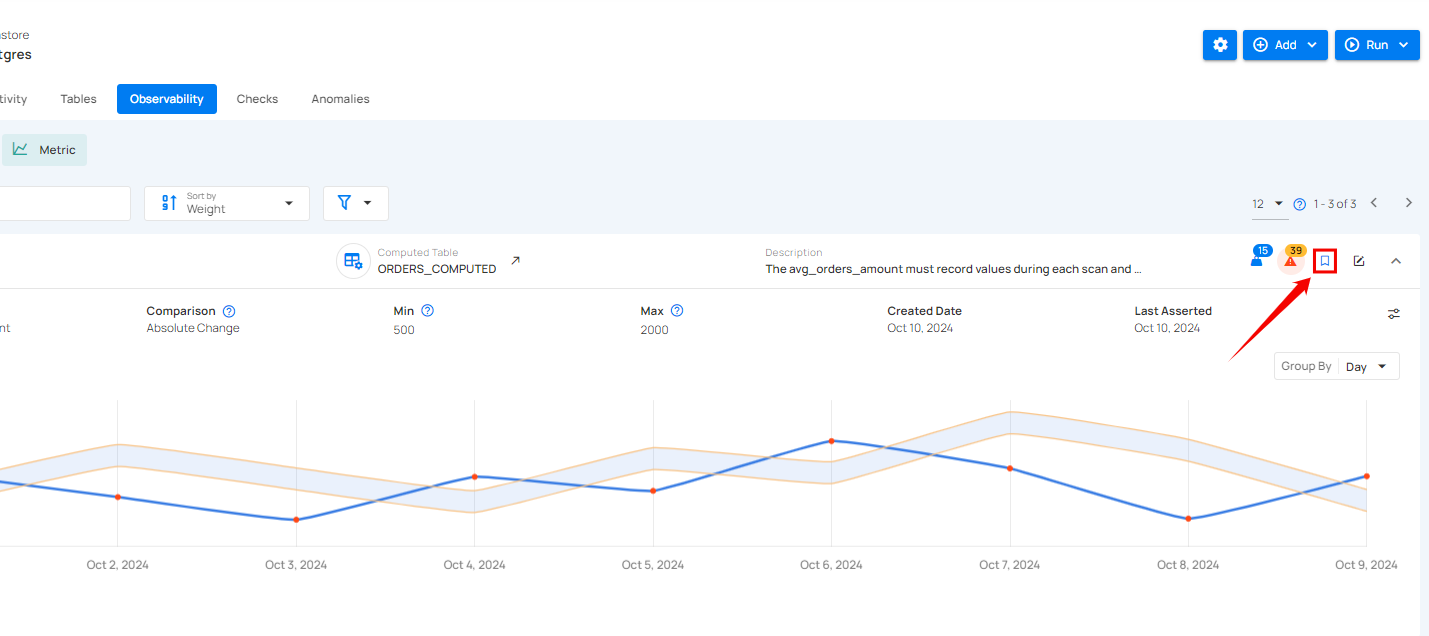 store
tgres
Add
Run
tivity Tables Observability Checks Anomalies
Metric
Sort by
Weight
12 1 - 3 of 3
Computed Table
ORDERS_COMPUTED
Description
The avg_orders_amount must record values during each scan and ...
15
39
Comparison
Absolute Change
Min
500
Max
2000
Created Date
Oct 10, 2024
Last Asserted
Oct 10, 2024
nt
Group By Day
Oct 2, 2024 Oct 3, 2024 Oct 4, 2024 Oct 5, 2024 Oct 6, 2024 Oct 7, 2024 Oct 8, 2024 Oct 9, 2024